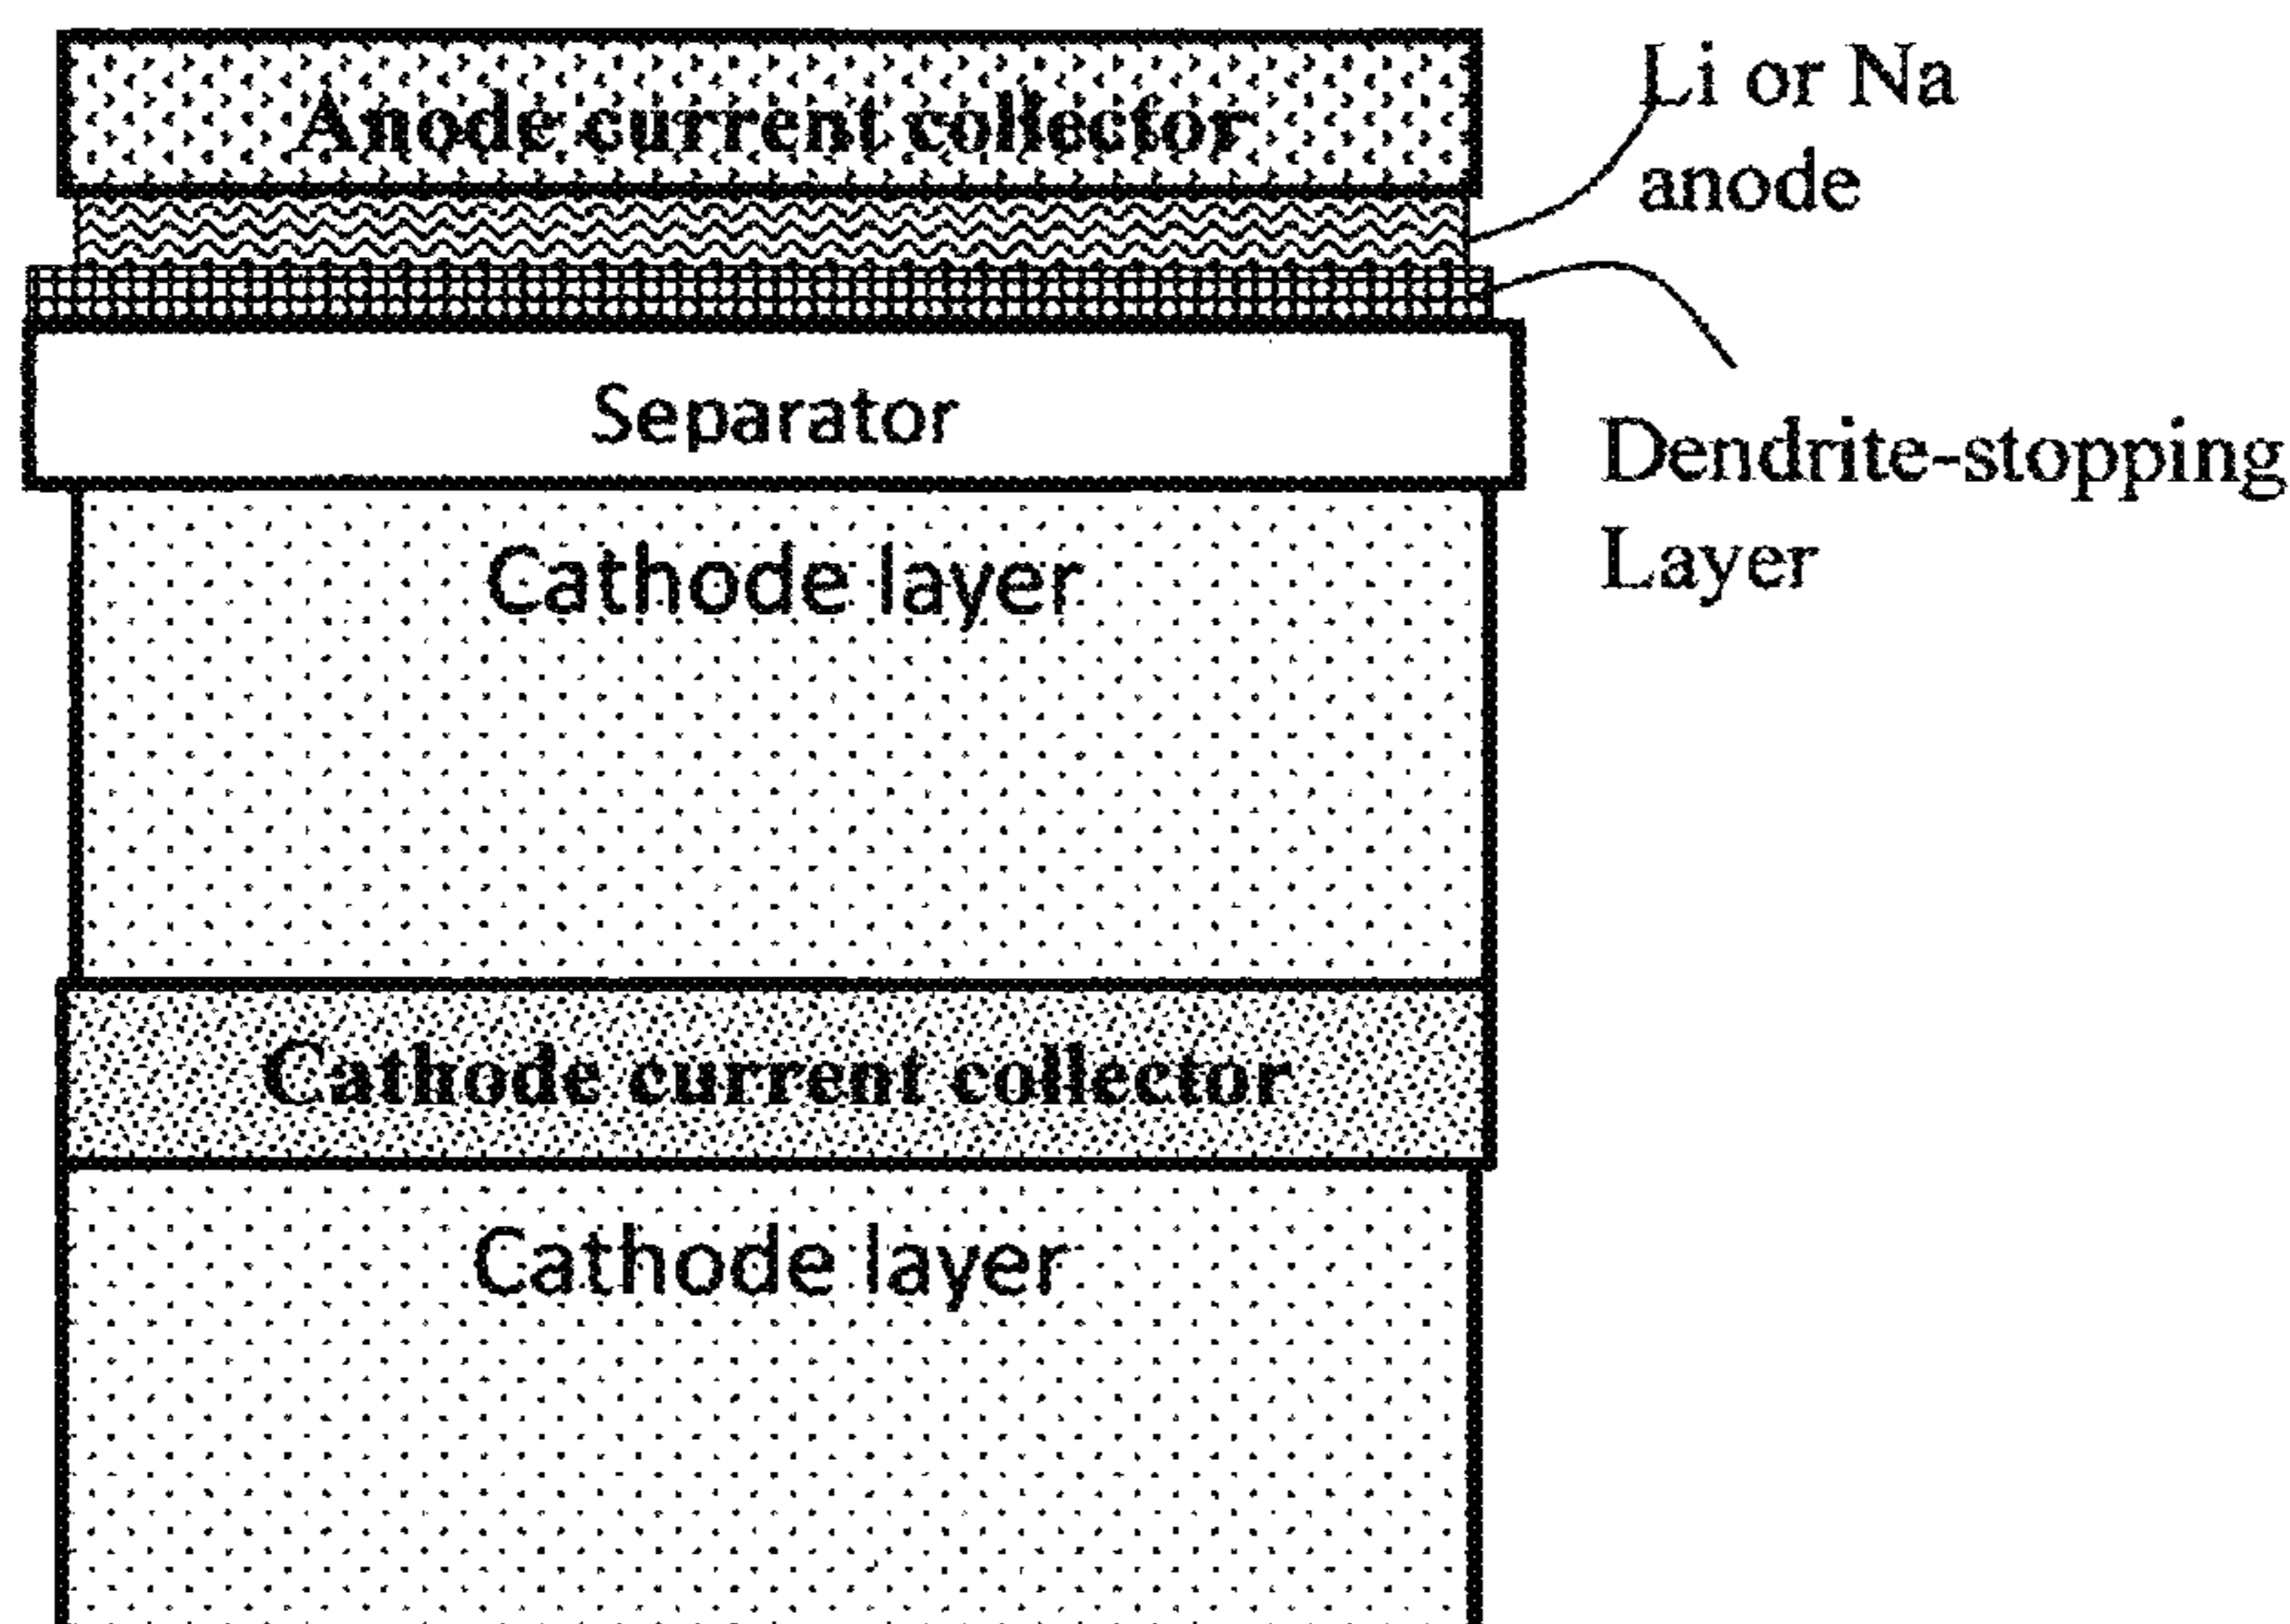 Anode current collector
Li or Na
anode
Separator
Dendrite-stopping
Layer
Cathode layer
Cathode current collector
Cathode layer